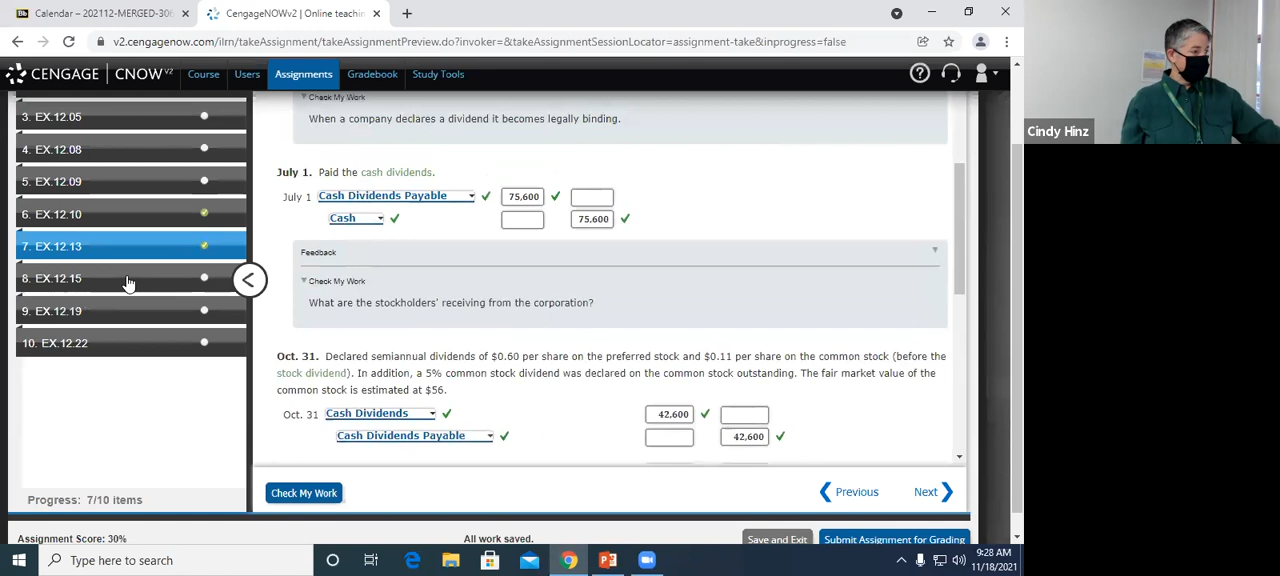 Bb Calendar – 202112-MERGED-306
CengageNOWv2 | Online teachin
v2.cengagenow.com/ilrn/takeAssignment/takeAssignmentPreview.do?invoker=&takeAssignmentSessionLocator=assignment-take&inprogress=false
CENGAGE | CNOWv2 Course Users Assignments Gradebook Study Tools
Cindy Hinz
3. EX.12.05
4. EX.12.08
5. EX.12.09
6. EX.12.10
7. EX.12.13
8. EX.12.15
9. EX.12.19
10. EX.12.22
Progress: 7/10 items
Check My Work
When a company declares a dividend it becomes legally binding.
July 1. Paid the cash dividends.
July 1 Cash Dividends Payable 75,600
Cash 75,600
Feedback
Check My Work
What are the stockholders' receiving from the corporation?
Oct. 31. Declared semiannual dividends of $0.60 per share on the preferred stock and $0.11 per share on the common stock (before the
stock dividend). In addition, a 5% common stock dividend was declared on the common stock outstanding. The fair market value of the
common stock is estimated at $56.
Oct. 31 Cash Dividends 42,600
Cash Dividends Payable 42,600
Check My Work
Previous
Next
Assignment Score: 30%
All work saved.
Save and Exit
Submit Assignment for Grading
Type here to search
9:28 AM
11/18/2021